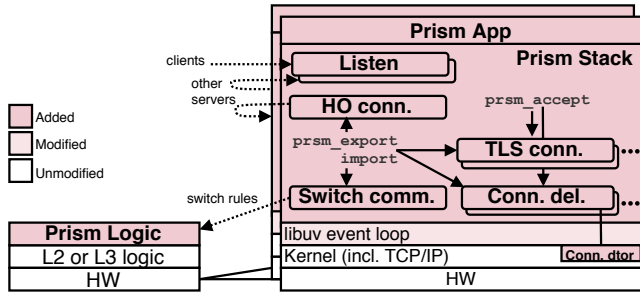 Prism App
Prism Stack
clients
Listen
other
servers
HO conn.
prsm_accept
Added
Modified
Unmodified
prsm_export
import
TLS conn.
switch rules
Switch comm.
Conn. del.
Prism Logic
libuv event loop
L2 or L3 logic
Kernel (incl. TCP/IP)
Conn. dtor
HW
HW